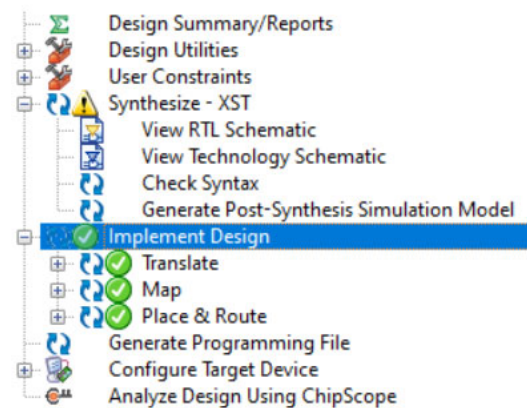 Design Summary/Reports
Design Utilities
User Constraints
Synthesize - XST
View RTL Schematic
View Technology Schematic
Check Syntax
Generate Post-Synthesis Simulation Model
Implement Design
Translate
Map
Place & Route
Generate Programming File
Configure Target Device
Analyze Design Using ChipScope